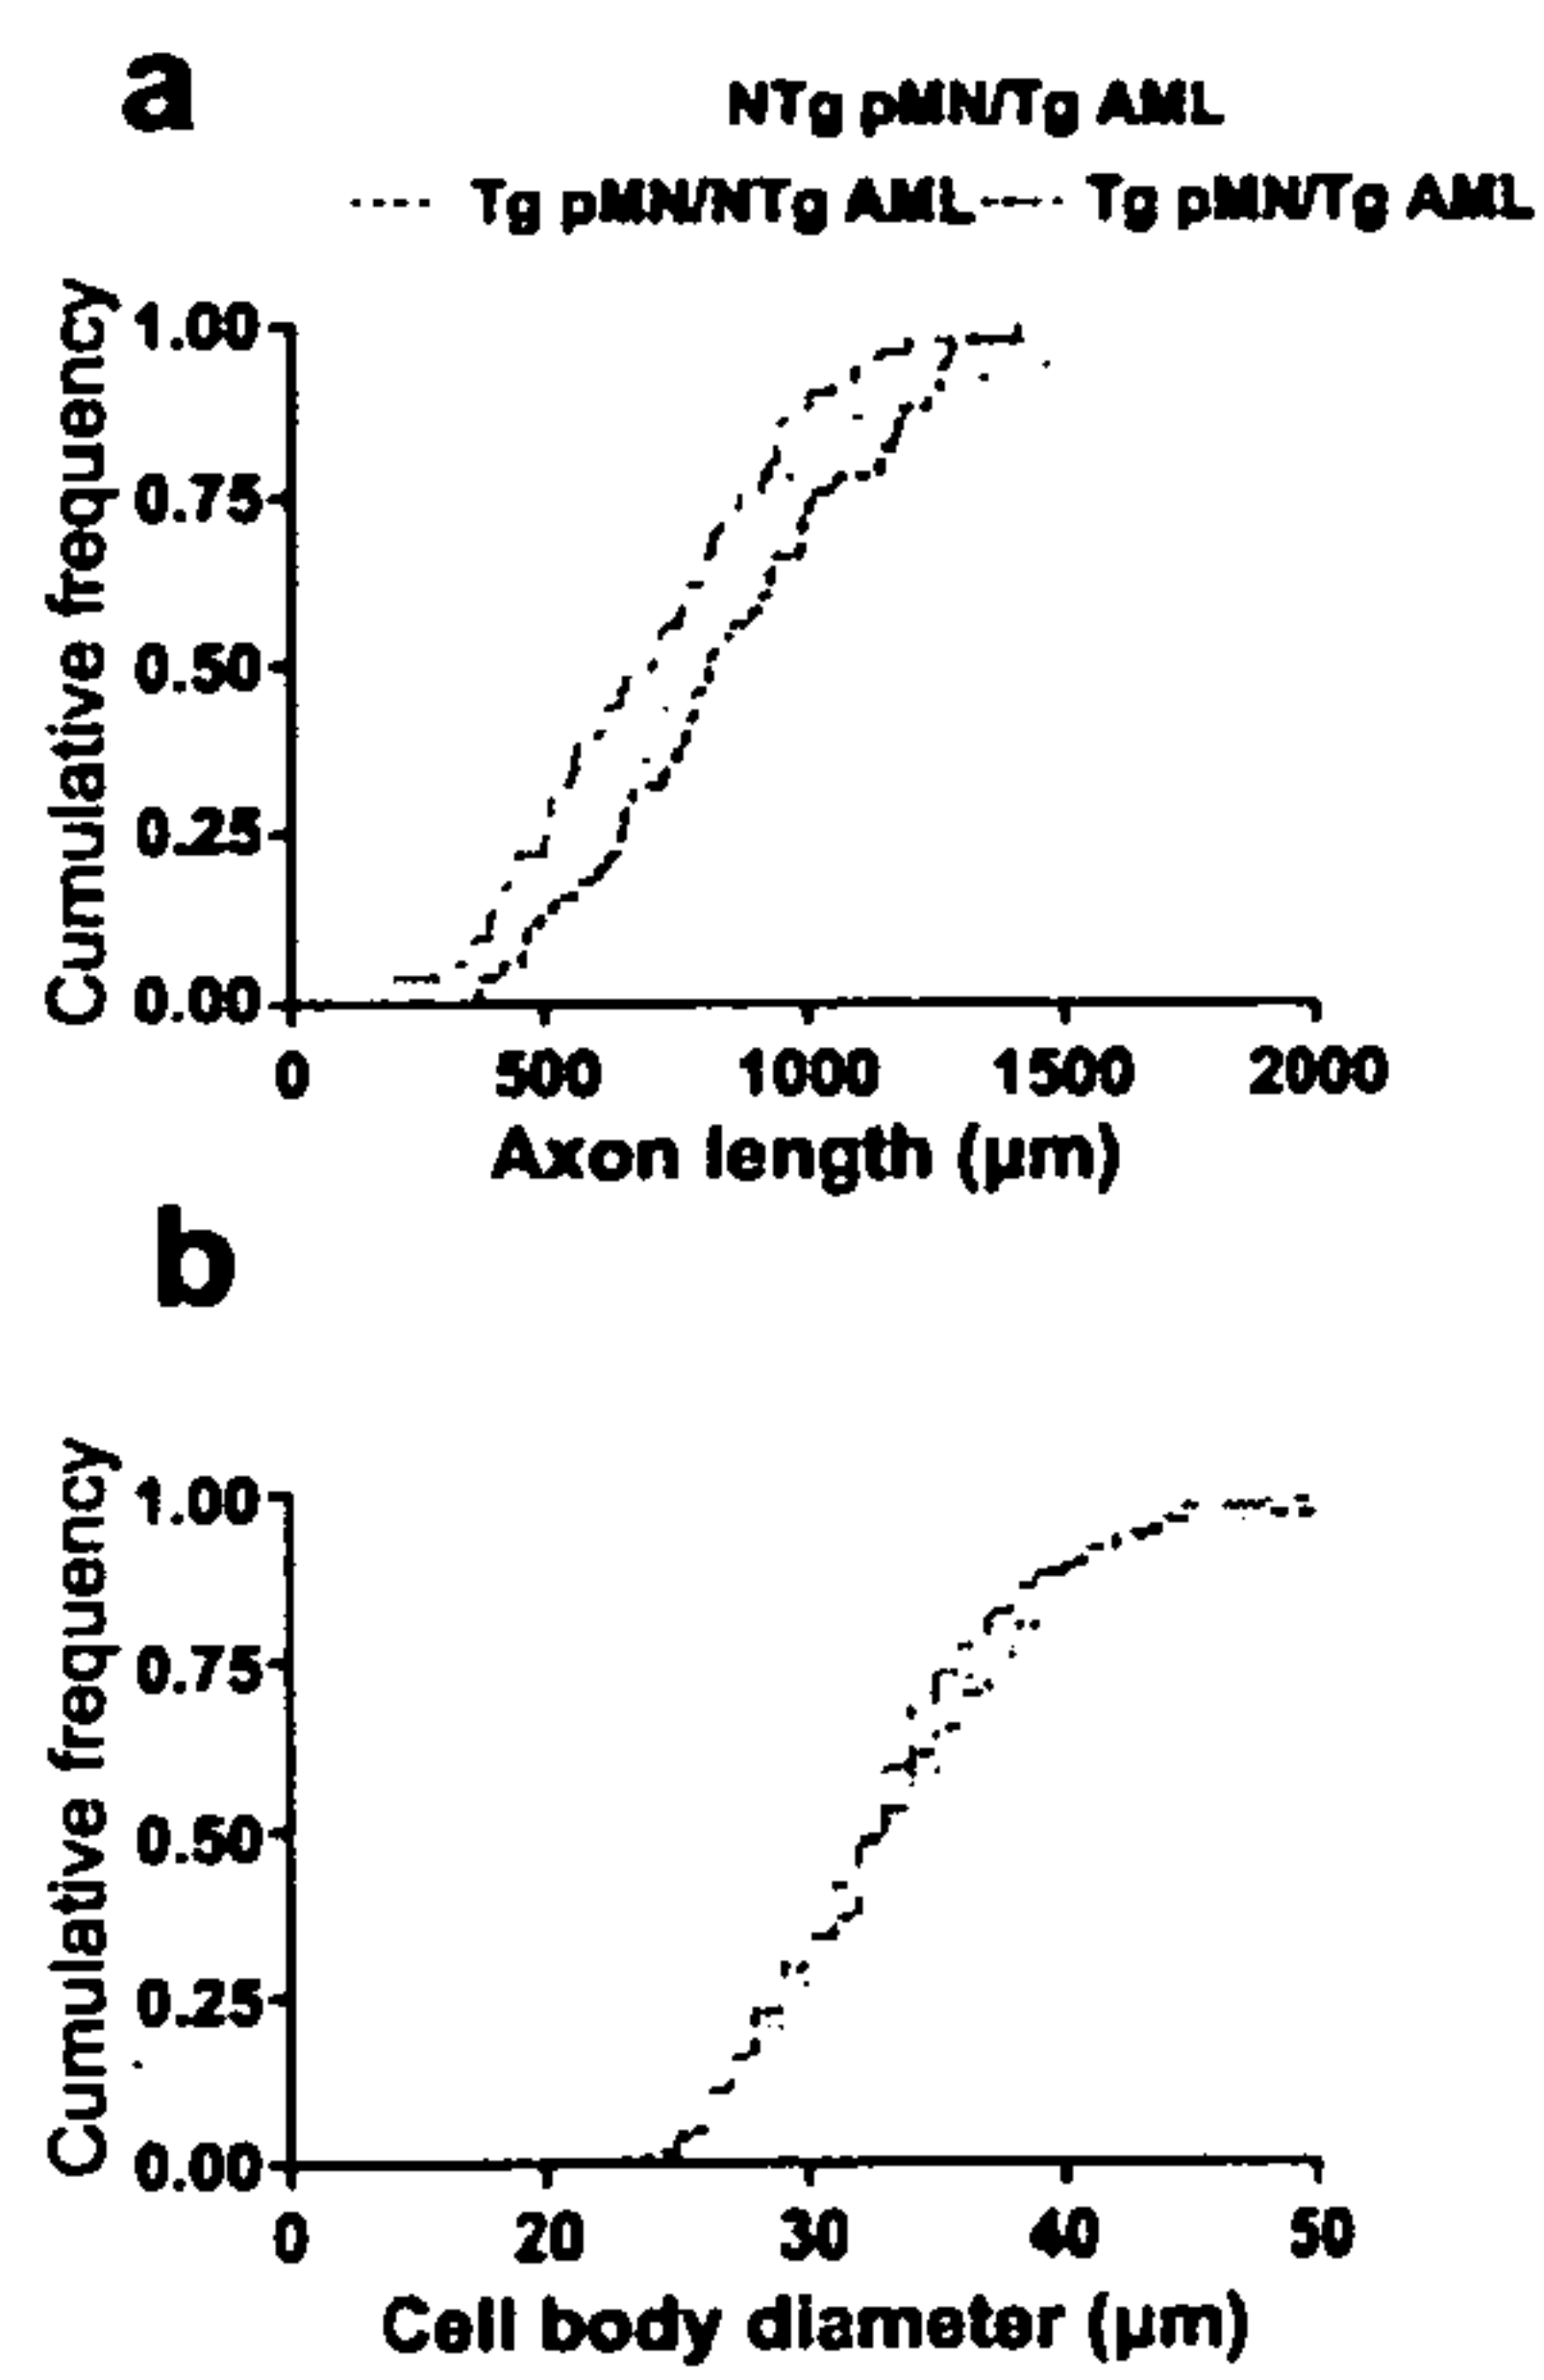 a
NTg pMN/Tg AML
Tg pMN/NTg AML Tg pMN/Tg AML
Cumulative frequency
1.00
0.75
0.50
0.25
0.00
0 500 1000 1500 2000
Axon length (µm)
b
Cumulative frequency
1.00
0.75
0.50
0.25
0.00
0 20 30 40 50
Cell body diameter (µm)